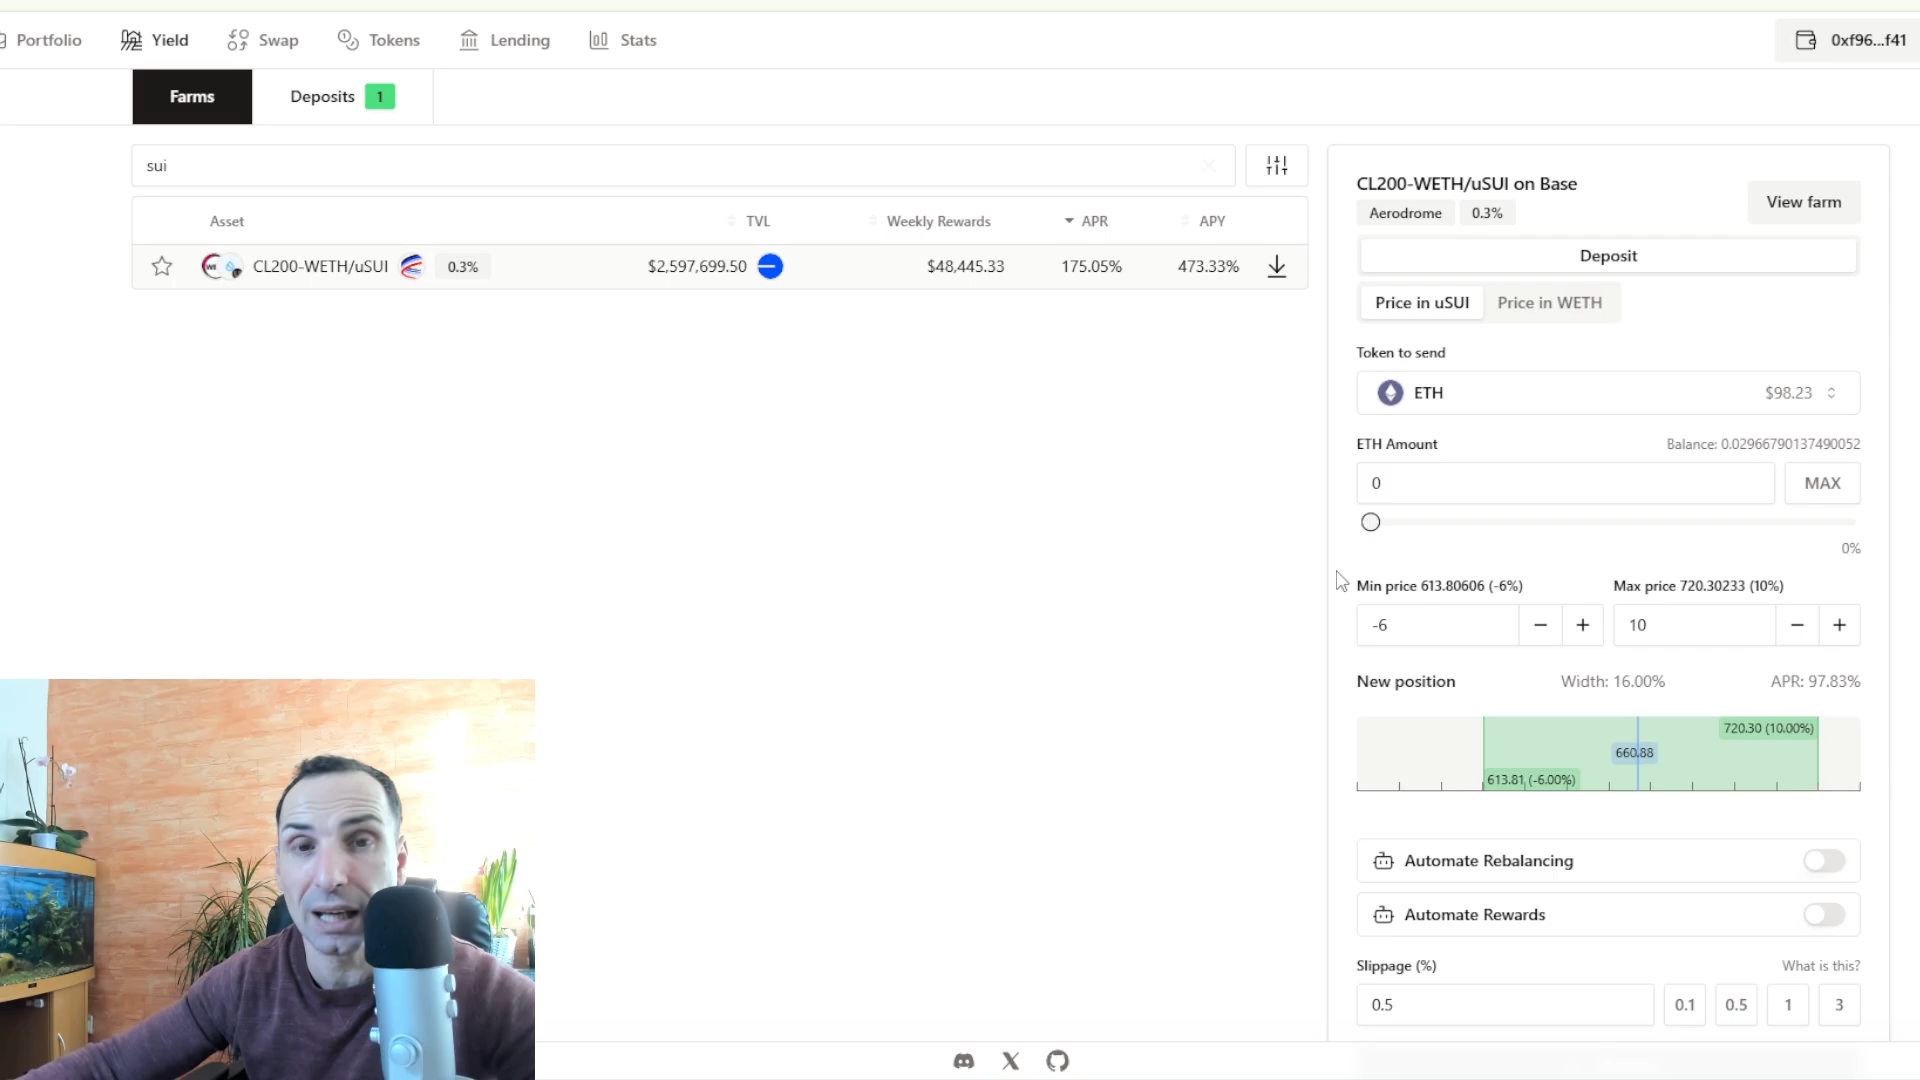 Portfolio
Yield
Swap
Tokens
Lending
Stats
0xf96...f41
Farms
Deposits 1
sui
Asset
TVL
Weekly Rewards
APR
APY
CL200-WETH/uSUI
0.3%
$2,597,699.50
$48,445.33
175.05%
473.33%
CL200-WETH/uSUI on Base
Aerodrome
0.3%
View farm
Deposit
Price in uSUI
Price in WETH
Token to send
ETH
$98.23
ETH Amount
Balance: 0.02966790137490052
0
MAX
0%
Min price 613.80606 (-6%)
Max price 720.30233 (10%)
-6
10
New position
Width: 16.00%
APR: 97.83%
720.30 (10.00%)
660.88
613.81 (-6.00%)
Automate Rebalancing
Automate Rewards
Slippage (%)
What is this?
0.5
0.1
0.5
1
3